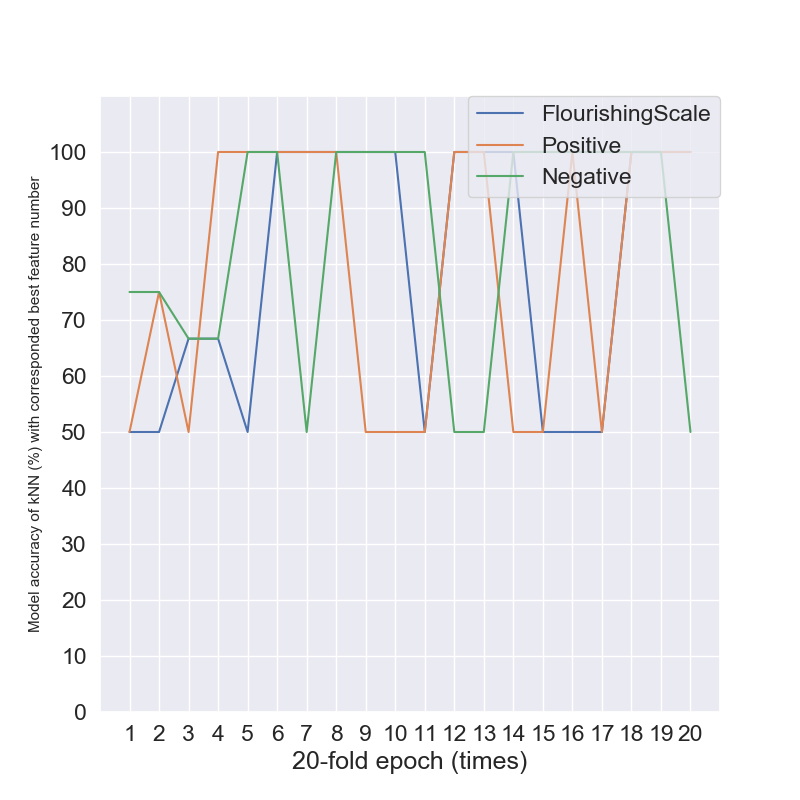 FlourishingScale
Positive
Negative
100
90
80
70
60
50
40
30
20
10
0
Model accuracy of kNN (%) with corresponded best feature number
1 2 3 4 5 6 7 8 9 10 11 12 13 14 15 16 17 18 19 20
20-fold epoch (times)